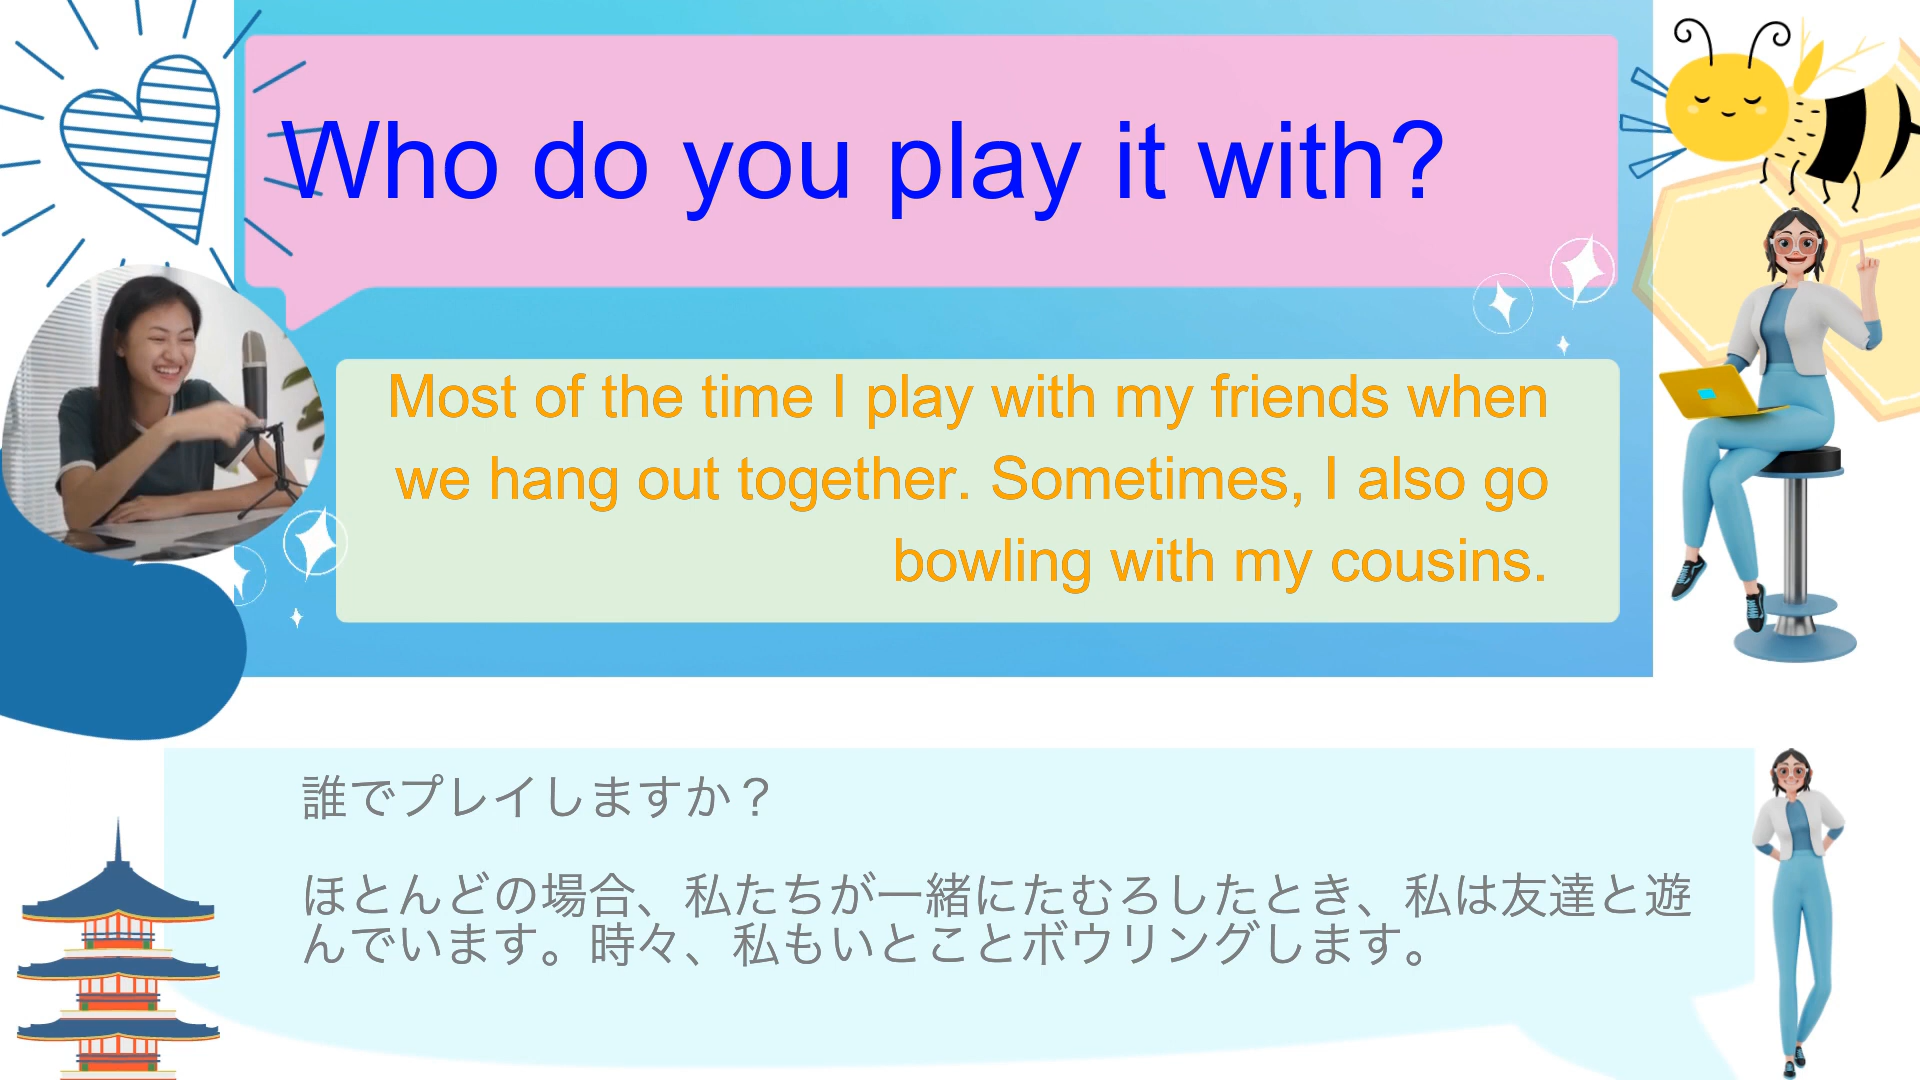 Who do you play it with?
Most of the time I play with my friends when
we hang out together. Sometimes, I also go
bowling with my cousins.
誰でプレイしますか？
ほとんどの場合、私たちが一緒にたむろしたとき、私は友達と遊
んでいます。時々、私もいとことボウリングします。